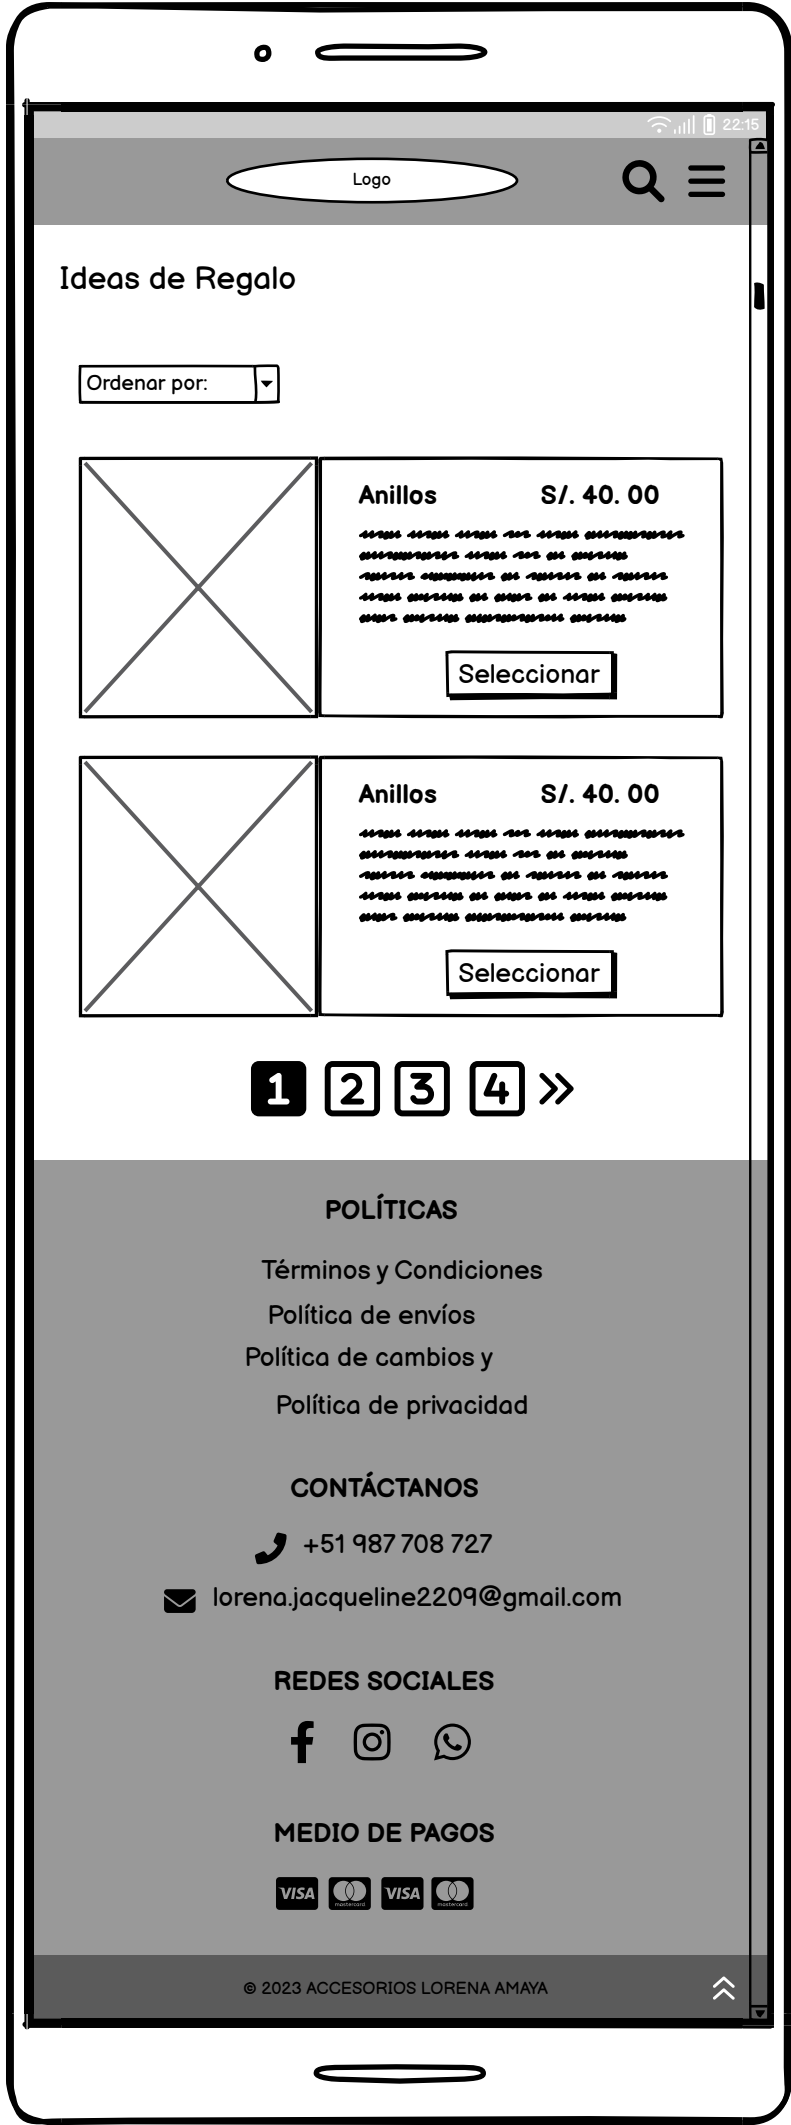 22:15
Logo
Ideas de Regalo
Ordenar por:
Anillos S/. 40. 00
Seleccionar
Anillos S/. 40. 00
Seleccionar
1 2 3 4
POLÍTICAS
Términos y Condiciones
Política de envíos
Política de cambios y
Política de privacidad
CONTÁCTANOS
+51 987 708 727
lorena.jacqueline2209@gmail.com
REDES SOCIALES
MEDIO DE PAGOS
VISA mastercard VISA mastercard
© 2023 ACCESORIOS LORENA AMAYA